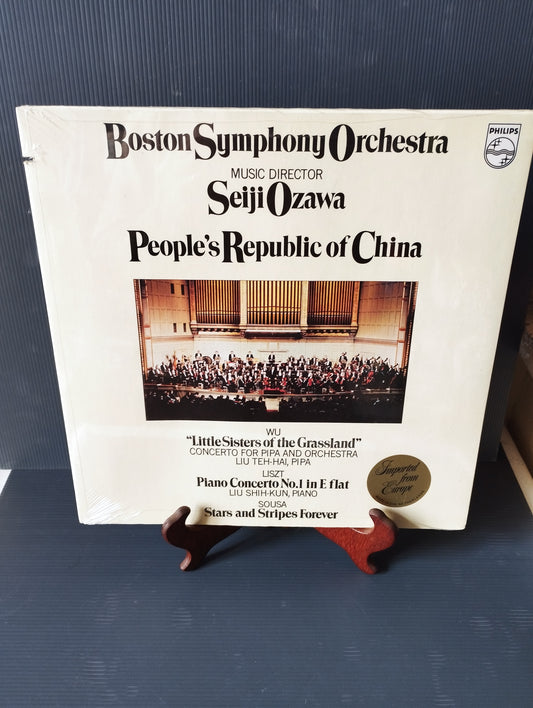 Boston Symphony Orchestra
PHILIPS
MUSIC DIRECTOR
Seiji Ozawa
People's Republic of China
WU
"Little Sisters of the Grassland"
CONCERTO FOR PIPA AND ORCHESTRA
LIU TEH-HAI, PIPA
LISZT
Piano Concerto No.1 in E flat
LIU SHIH-KUN, PIANO
SOUSA
Stars and Stripes Forever
Imported
from
Europe